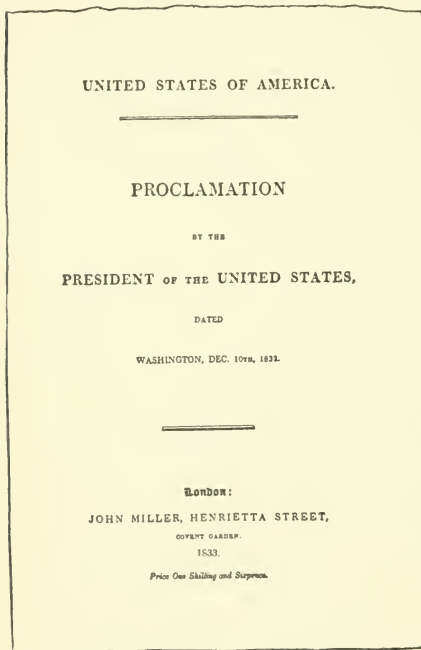 UNITED STATES OF AMERICA.
PROCLAMATION
BY THE
PRESIDENT OF THE UNITED STATES,
DATED
WASHINGTON, DEC. 10TH, 1832.
London:
JOHN MILLER, HENRIETTA STREET,
COVENT GARDEN.
1833.
Price One Shilling and Sixpence.